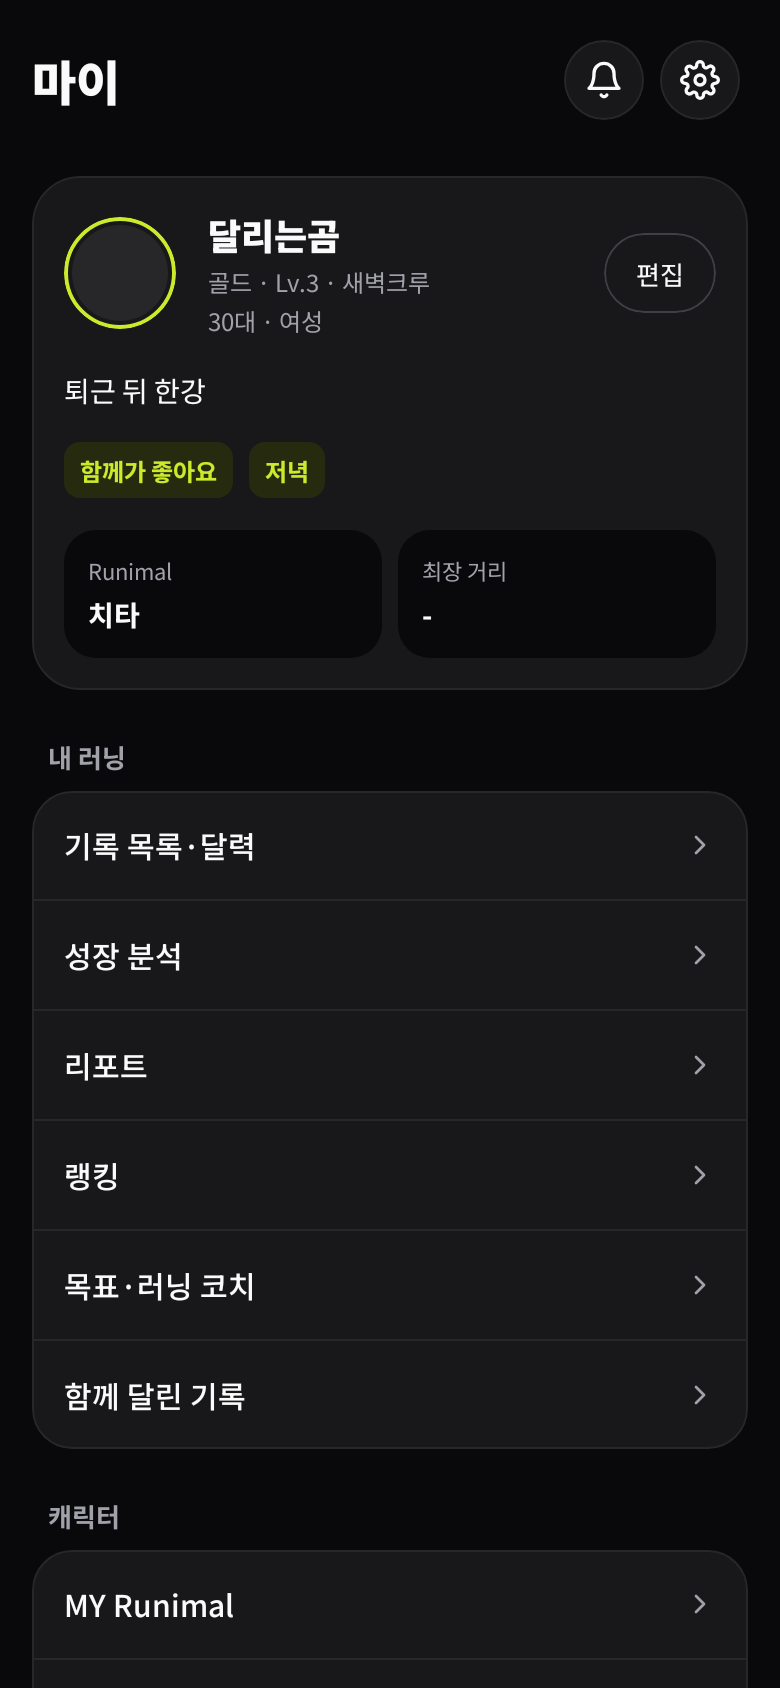 마이
달리는곰
골드 · Lv.3 · 새벽크루
30대 · 여성
편집
퇴근 뒤 한강
함께가 좋아요
저녁
Runimal
치타
최장 거리
-
내 러닝
기록 목록·달력
성장 분석
리포트
랭킹
목표·러닝 코치
함께 달린 기록
캐릭터
MY Runimal